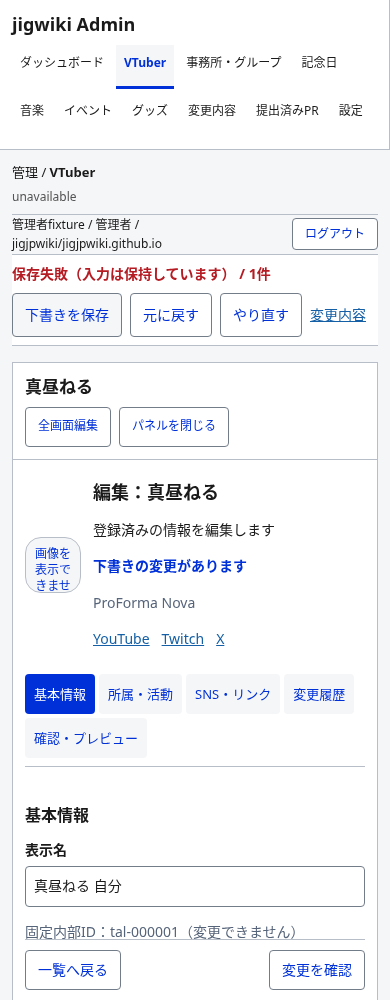 jigwiki Admin
ダッシュボード VTuber 事務所・グループ 記念日
音楽 イベント グッズ 変更内容 提出済みPR 設定
管理 / VTuber
unavailable
管理者fixture / 管理者 /
jigjpwiki/jigjpwiki.github.io
ログアウト
保存失敗（入力は保持しています） / 1件
下書きを保存 元に戻す やり直す 変更内容
真昼ねる
全画面編集 パネルを閉じる
編集：真昼ねる
登録済みの情報を編集します
画像を
表示で
きませ
下書きの変更があります
ProForma Nova
YouTube Twitch X
基本情報 所属・活動 SNS・リンク 変更履歴
確認・プレビュー
基本情報
表示名
真昼ねる 自分
固定内部ID：tal-000001（変更できません）
一覧へ戻る 変更を確認